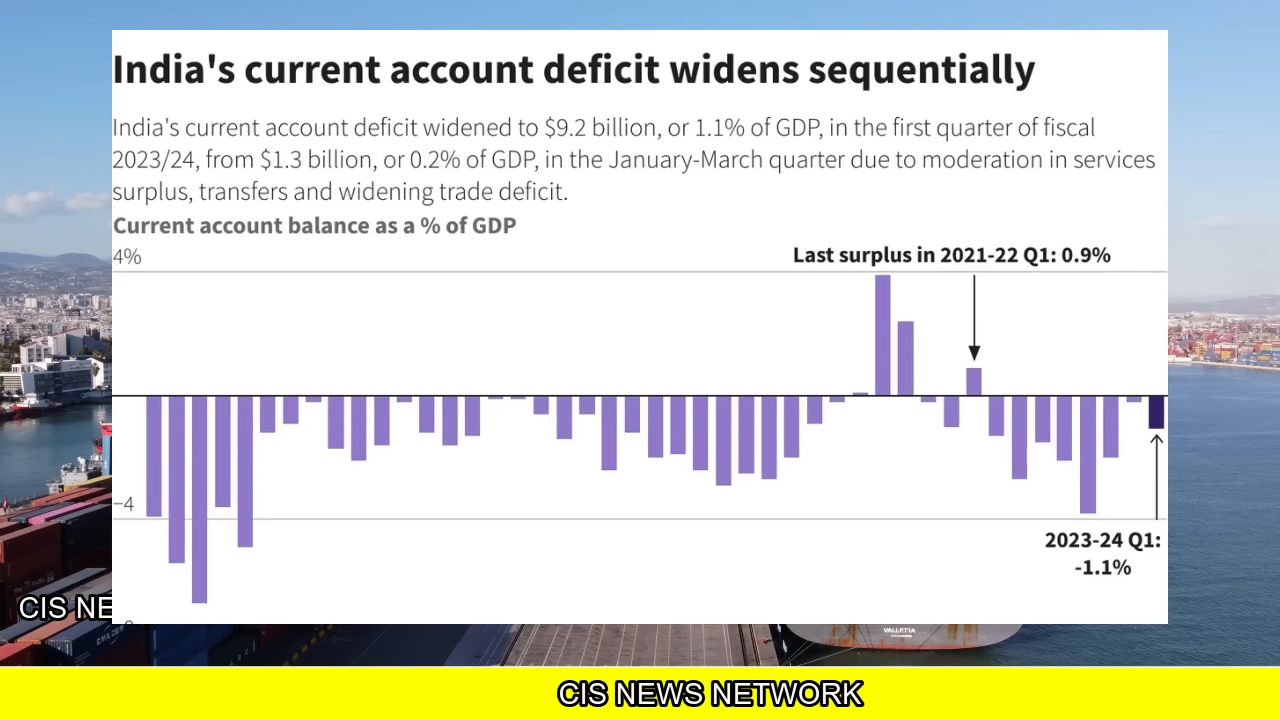 India's current account deficit widens sequentially
India's current account deficit widened to $9.2 billion, or 1.1% of GDP, in the first quarter of fiscal
2023/24, from $1.3 billion, or 0.2% of GDP, in the January-March quarter due to moderation in services
surplus, transfers and widening trade deficit.
Current account balance as a % of GDP
4%
Last surplus in 2021-22 Q1: 0.9%
−4
2023-24 Q1:
-1.1%
CIS NE
VALLETTA
CIS NEWS NETWORK